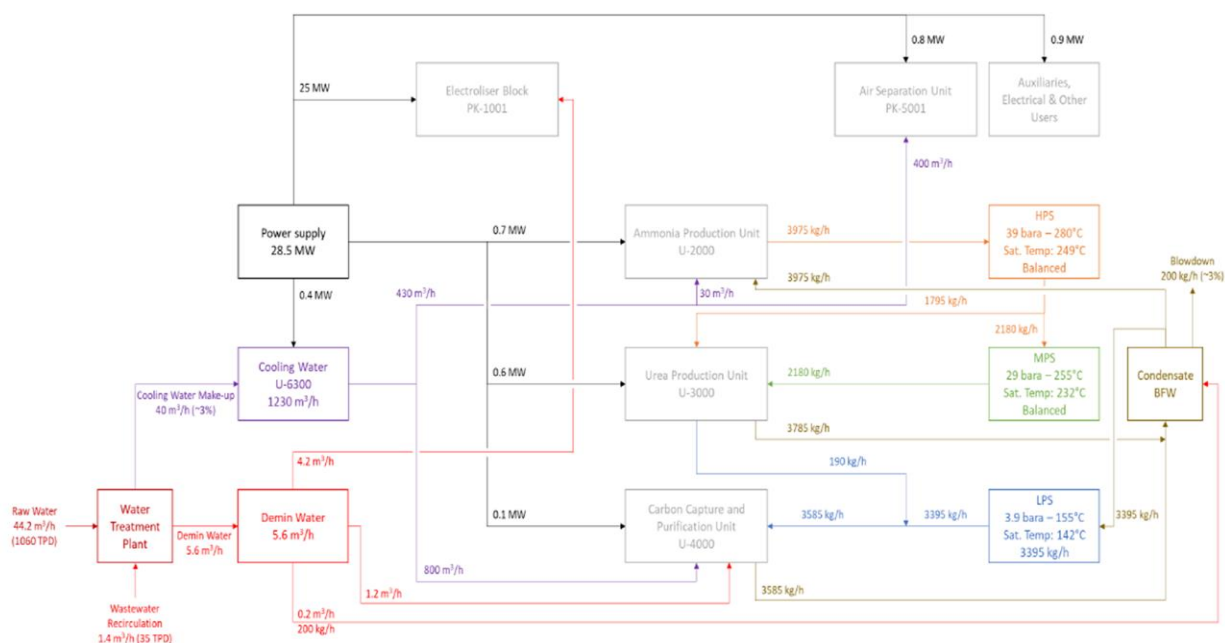 0.8 MW
0.9 MW
25 MW
Electroliser Block
PK-1001
Air Separation Unit
PK-5001
Auxiliaries,
Electrical & Other
Users
400 m³/h
Power supply
28.5 MW
0.7 MW
Ammonia Production Unit
U-2000
3975 kg/h
HPS
39 bara – 280°C
Sat. Temp: 249°C
Balanced
Blowdown
200 kg/h (~3%)
3975 kg/h
0.4 MW
430 m³/h
30 m³/h
1795 kg/h
2180 kg/h
Cooling Water
U-6300
1230 m³/h
Cooling Water Make-up
40 m³/h (~3%)
0.6 MW
Urea Production Unit
U-3000
2180 kg/h
MPS
29 bara – 255°C
Sat. Temp: 232°C
Balanced
Condensate
BFW
3785 kg/h
4.2 m³/h
190 kg/h
Raw Water
44.2 m³/h
(1060 TPD)
Water
Treatment
Plant
Demin Water
5.6 m³/h
Demin Water
5.6 m³/h
0.1 MW
Carbon Capture and
Purification Unit
U-4000
3585 kg/h
3395 kg/h
LPS
3.9 bara – 155°C
Sat. Temp: 142°C
3395 kg/h
3395 kg/h
800 m³/h
1.2 m³/h
3585 kg/h
Wastewater
Recirculation
1.4 m³/h (35 TPD)
0.2 m³/h
200 kg/h